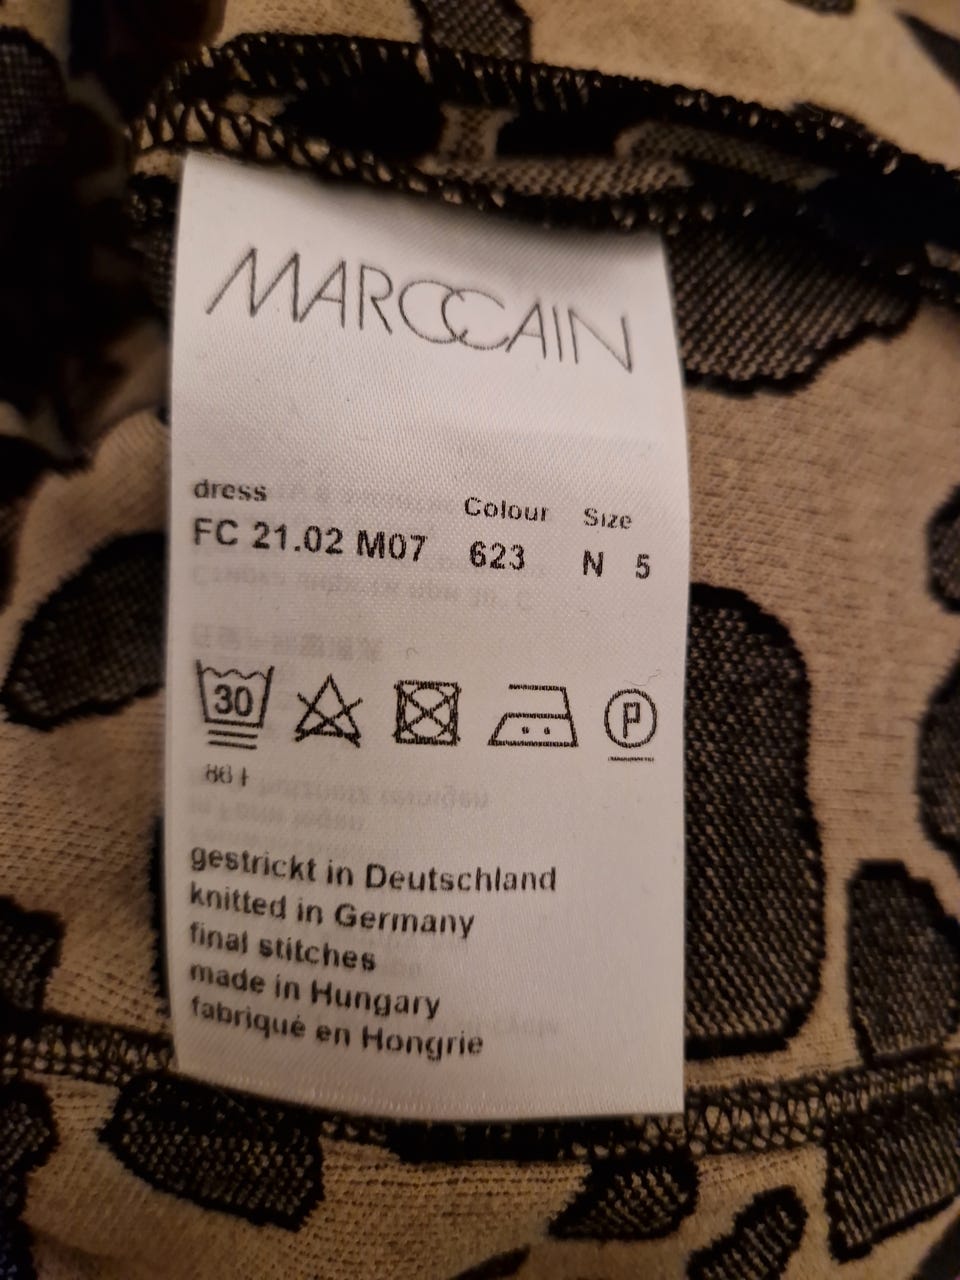 MARCCAIN
dress Colour Size
FC 21.02 M07 623 N 5
30 P
gestrickt in Deutschland
knitted in Germany
final stitches
made in Hungary
fabriqué en Hongrie